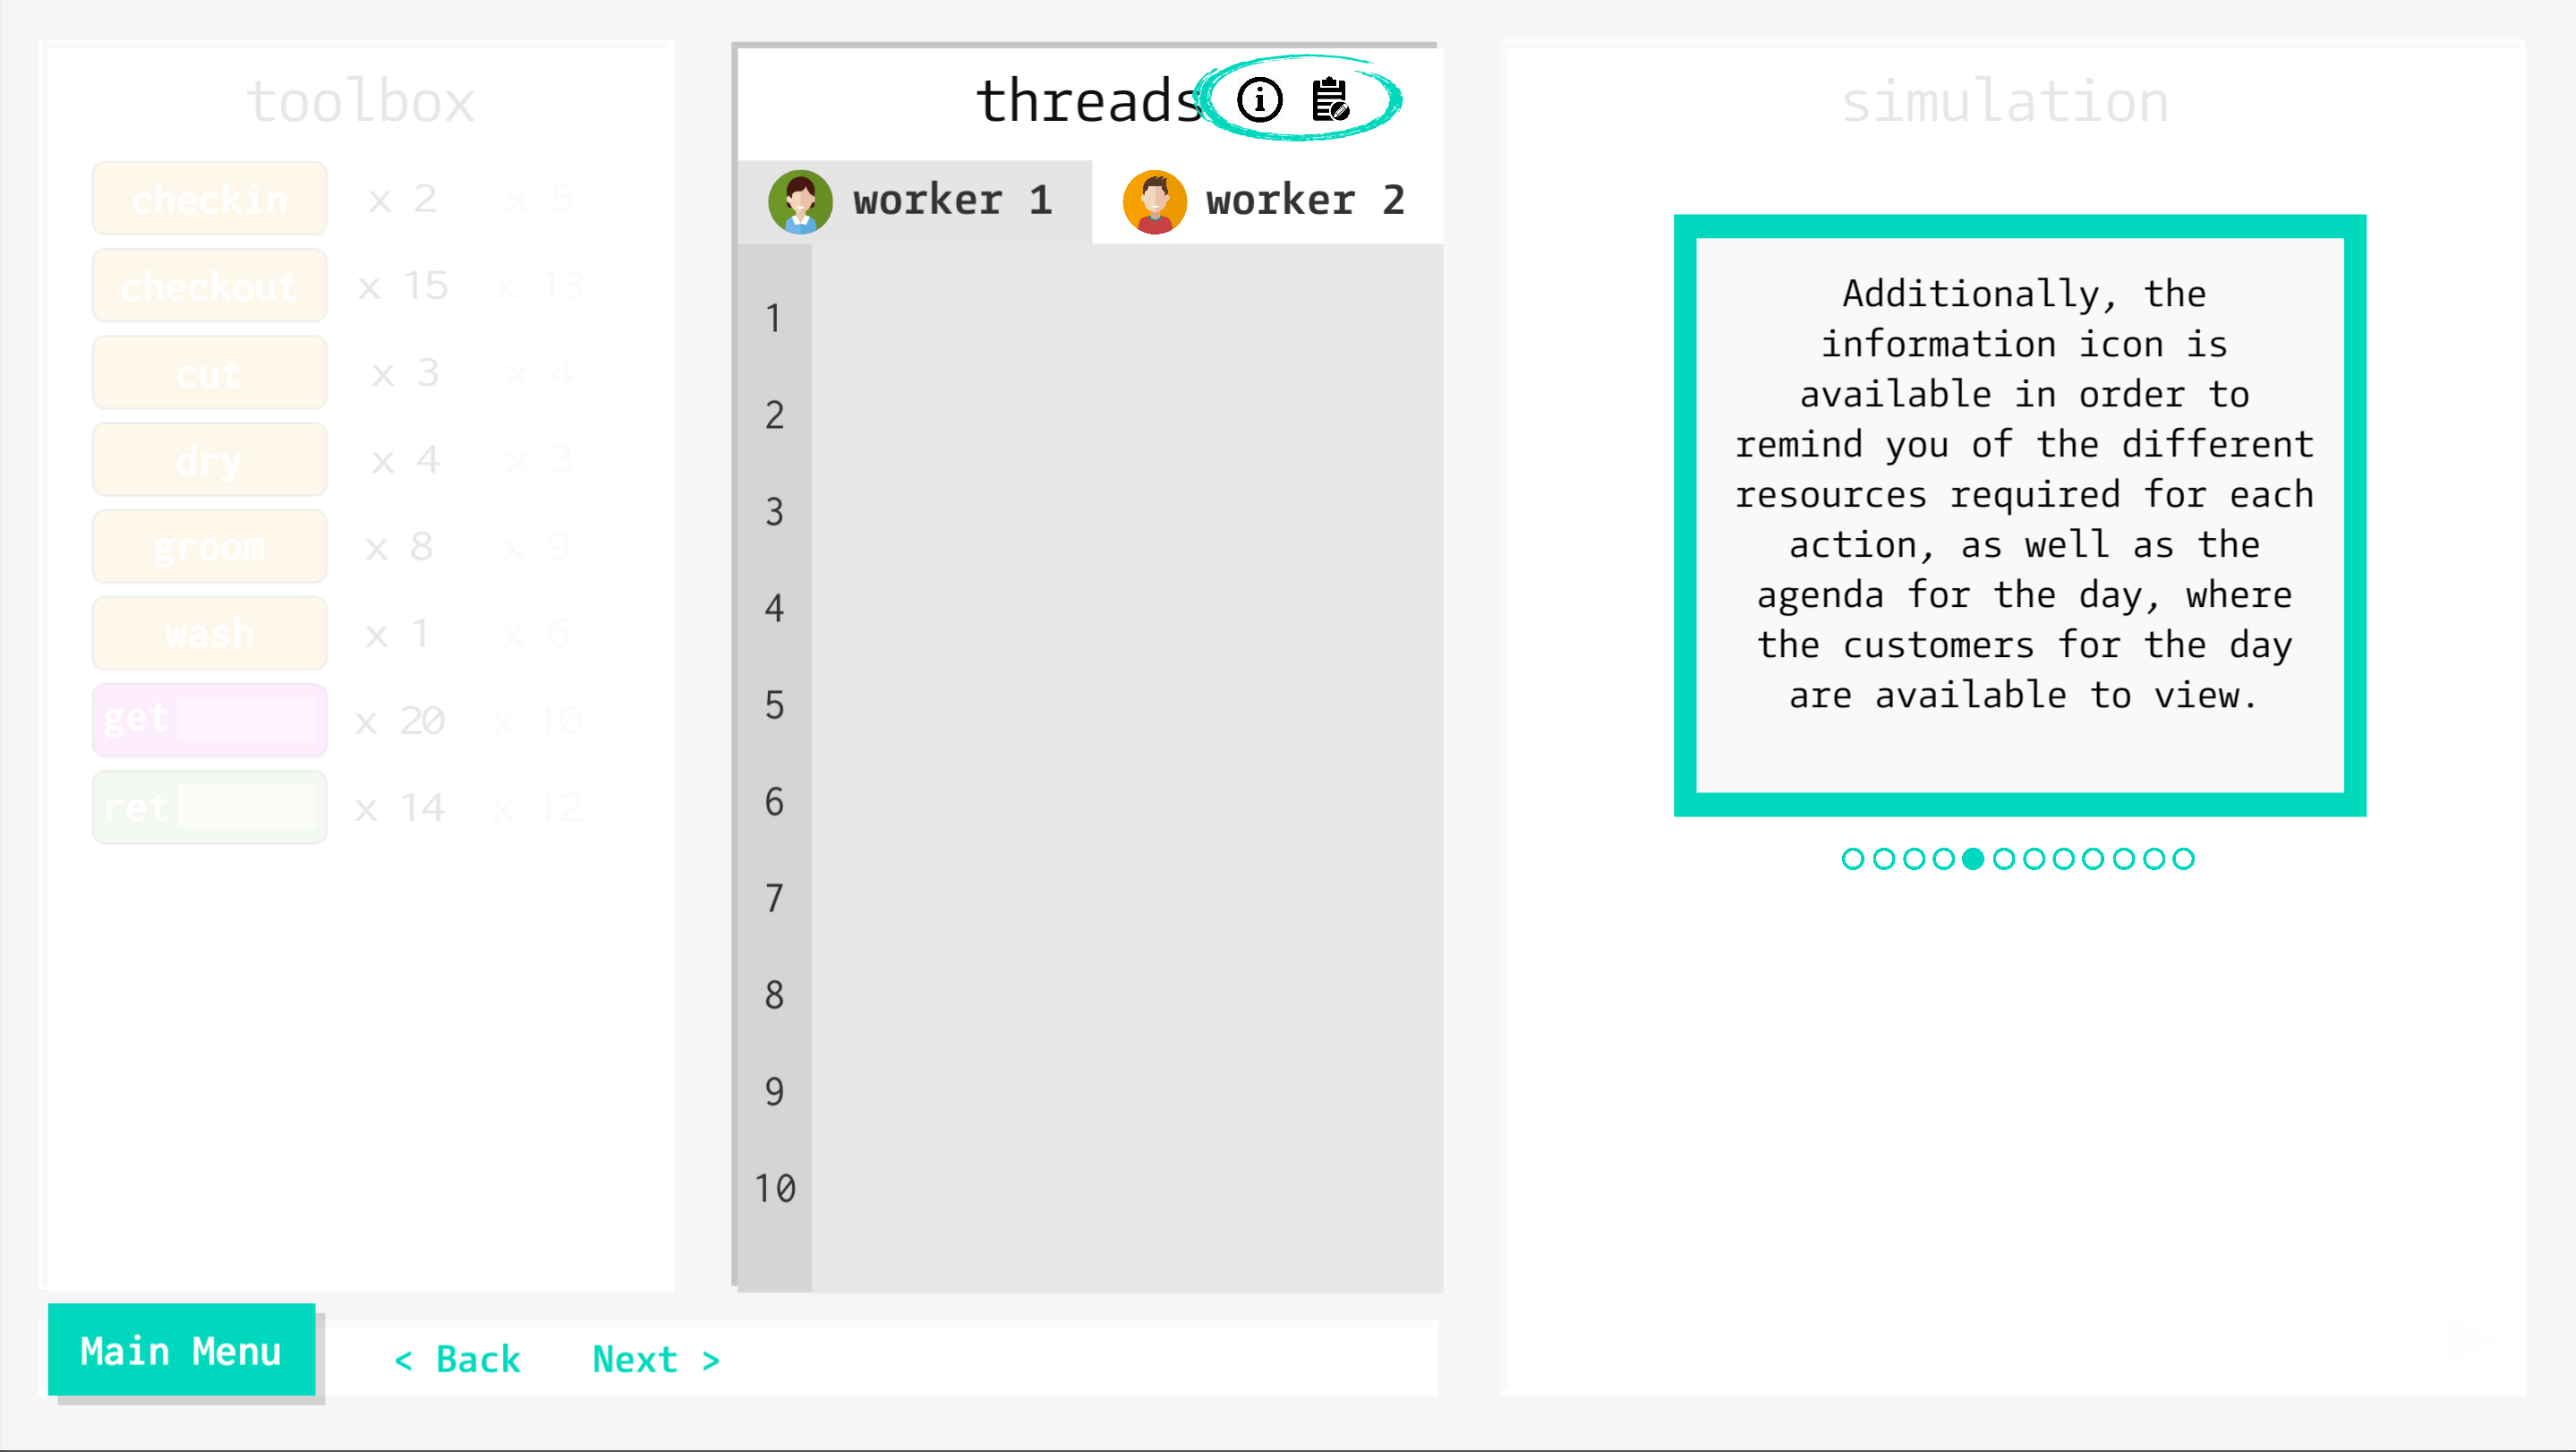 toolbox
checkin x 2 x 5
checkout x 15 x 13
cut x 3 x 4
dry x 4 x 3
groom x 8 x 9
wash x 1 x 6
get x 20 x 10
ret x 14 x 12
threads
worker 1 worker 2
1
2
3
4
5
6
7
8
9
10
simulation
Additionally, the
information icon is
available in order to
remind you of the different
resources required for each
action, as well as the
agenda for the day, where
the customers for the day
are available to view.
Main Menu < Back Next >